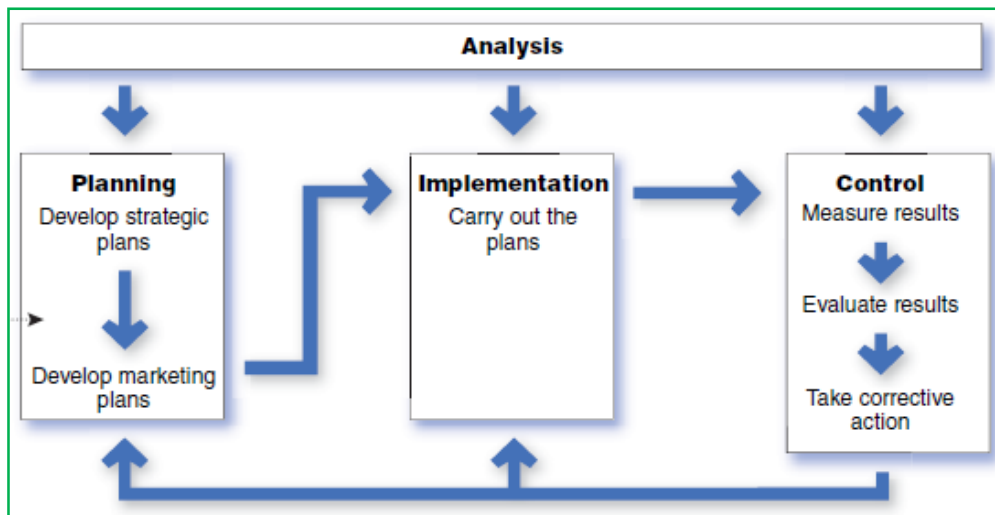 Analysis
Planning
Develop strategic
plans
Develop marketing
plans
Implementation
Carry out the
plans
Control
Measure results
Evaluate results
Take corrective
action